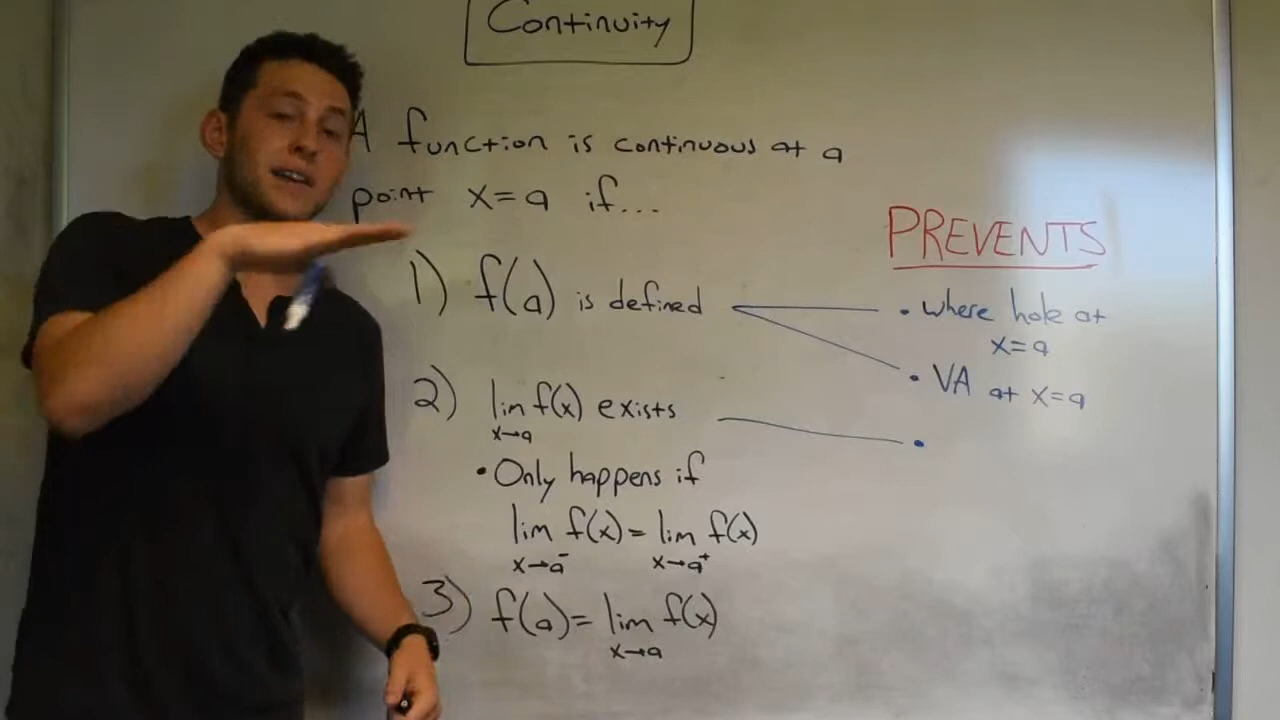 Continuity
A function is continuous at a
point x=a if...
PREVENTS
1) f(a) is defined
• where hole at
x=a
• VA at x=a
2) lim f(x) exists
x→a
• Only happens if
lim f(x) = lim f(x)
x→a⁻ x→a⁺
3) f(a) = lim f(x)
x→a